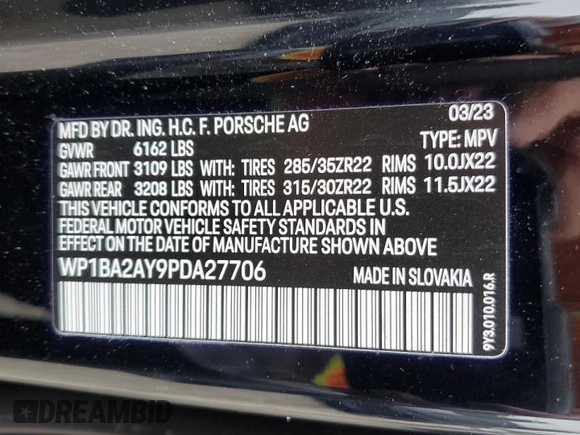 MFD BY DR. ING. H.C. F. PORSCHE AG 03/23
GVWR 6162 LBS TYPE: MPV
GAWR FRONT 3109 LBS WITH: TIRES 285/35ZR22 RIMS 10.0JX22
GAWR REAR 3208 LBS WITH: TIRES 315/30ZR22 RIMS 11.5JX22
THIS VEHICLE CONFORMS TO ALL APPLICABLE U.S.
FEDERAL MOTOR VEHICLE SAFETY STANDARDS IN
EFFECT ON THE DATE OF MANUFACTURE SHOWN ABOVE.
WP1BA2AY9PDA27706 MADE IN SLOVAKIA
9Y3.010.016.R
DREAMBID